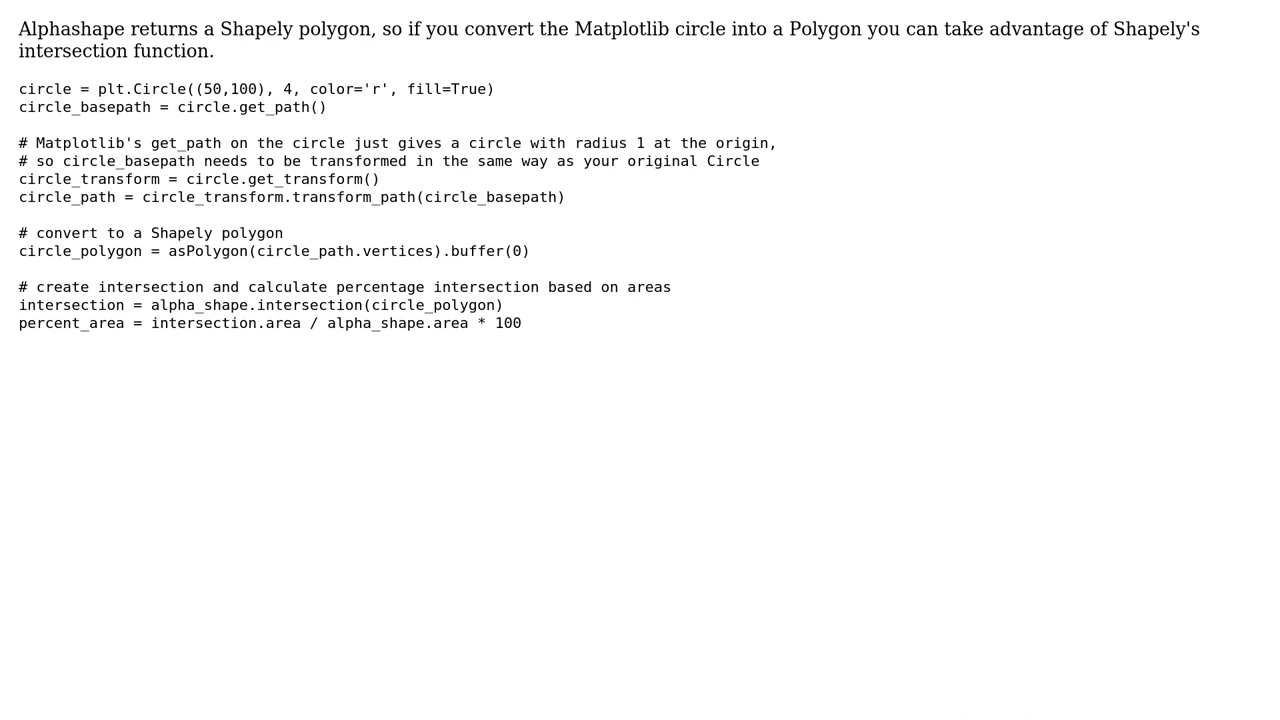 Alphashape returns a Shapely polygon, so if you convert the Matplotlib circle into a Polygon you can take advantage of Shapely's
intersection function.
circle = plt.Circle((50,100), 4, color='r', fill=True)
circle_basepath = circle.get_path()
# Matplotlib's get_path on the circle just gives a circle with radius 1 at the origin,
# so circle_basepath needs to be transformed in the same way as your original Circle
circle_transform = circle.get_transform()
circle_path = circle_transform.transform_path(circle_basepath)
# convert to a Shapely polygon
circle_polygon = asPolygon(circle_path.vertices).buffer(0)
# create intersection and calculate percentage intersection based on areas
intersection = alpha_shape.intersection(circle_polygon)
percent_area = intersection.area / alpha_shape.area * 100